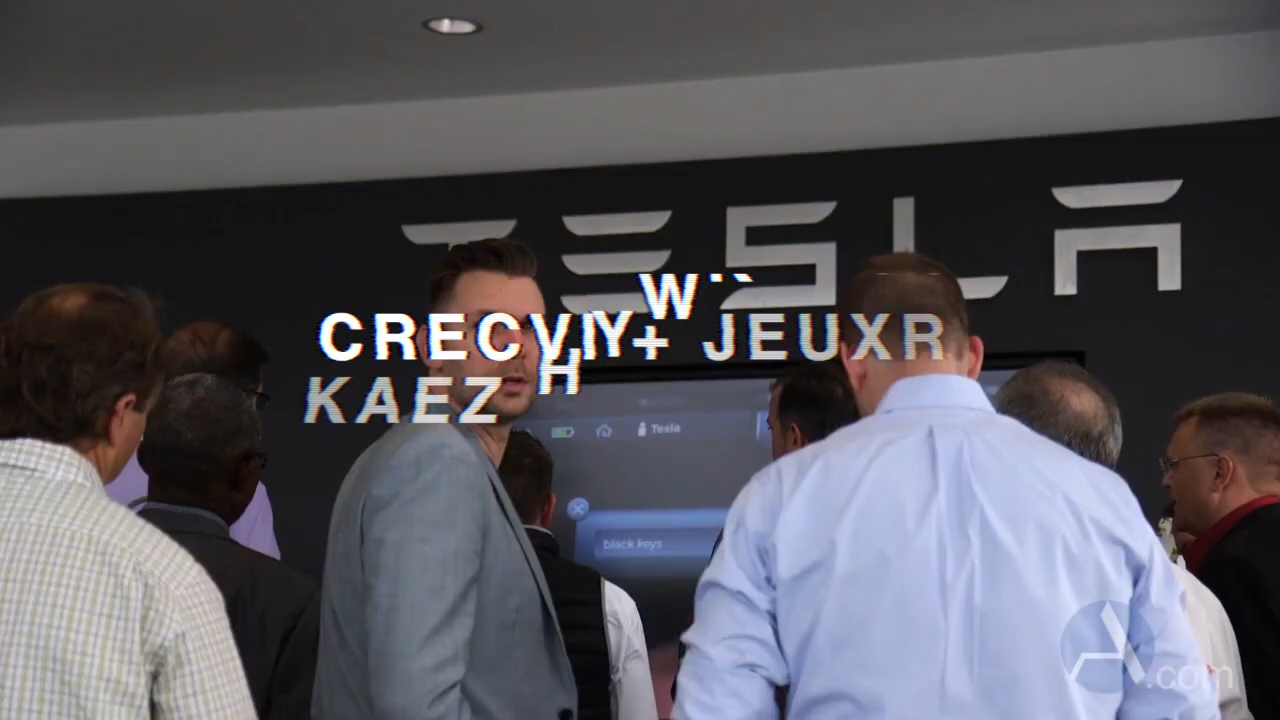 TESLA
W
CRECVIY+ JEUXR
H
KAEZ
Tesla
black keys
.com